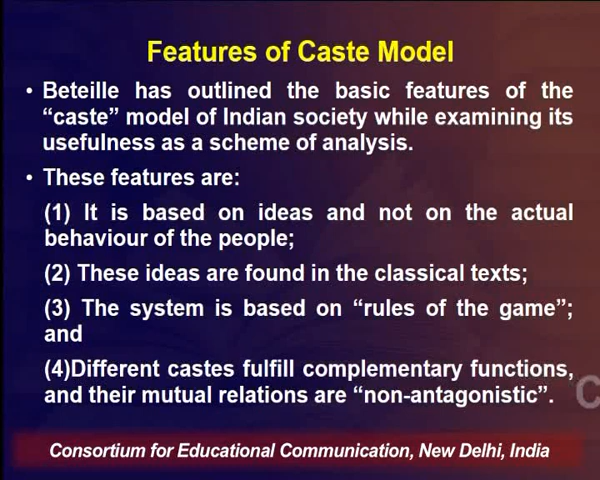 Features of Caste Model
• Beteille has outlined the basic features of the
“caste” model of Indian society while examining its
usefulness as a scheme of analysis.
• These features are:
(1) It is based on ideas and not on the actual
behaviour of the people;
(2) These ideas are found in the classical texts;
(3) The system is based on “rules of the game”;
and
(4)Different castes fulfill complementary functions,
and their mutual relations are “non-antagonistic”.
C
Consortium for Educational Communication, New Delhi, India